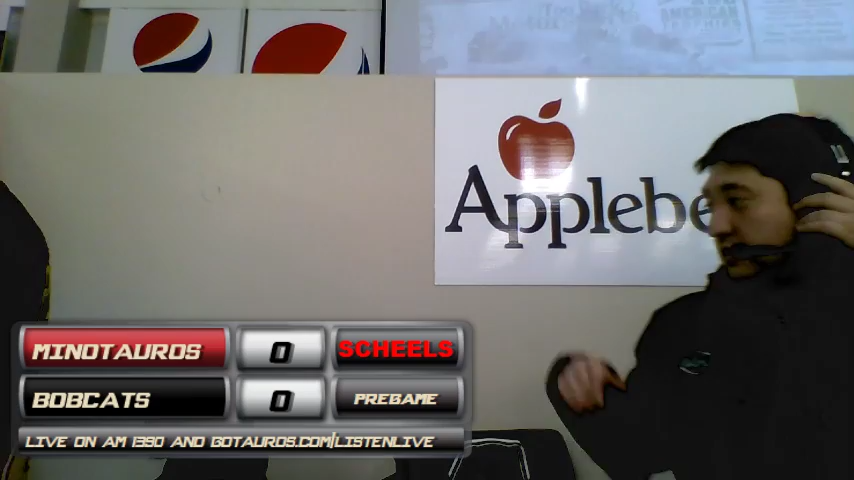 Applebe
MINOTAUROS 0 SCHEELS
BOBCATS 0 PREGAME
LIVE ON AM 1390 AND GOTAUROS.COM/LISTENLIVE